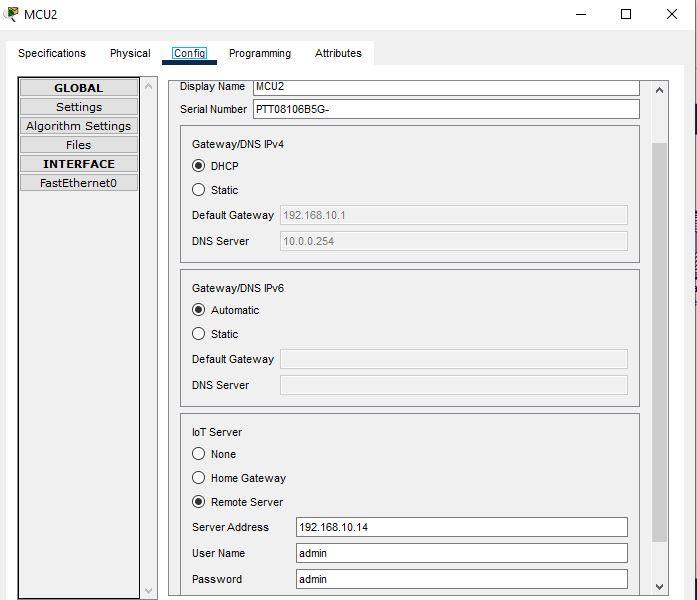 MCU2
Specifications Physical Config Programming Attributes
GLOBAL
Settings
Algorithm Settings
Files
INTERFACE
FastEthernet0
Display Name MCU2
Serial Number PTT08106B5G-
Gateway/DNS IPv4
DHCP
Static
Default Gateway 192.168.10.1
DNS Server 10.0.0.254
Gateway/DNS IPv6
Automatic
Static
Default Gateway
DNS Server
IoT Server
None
Home Gateway
Remote Server
Server Address 192.168.10.14
User Name admin
Password admin